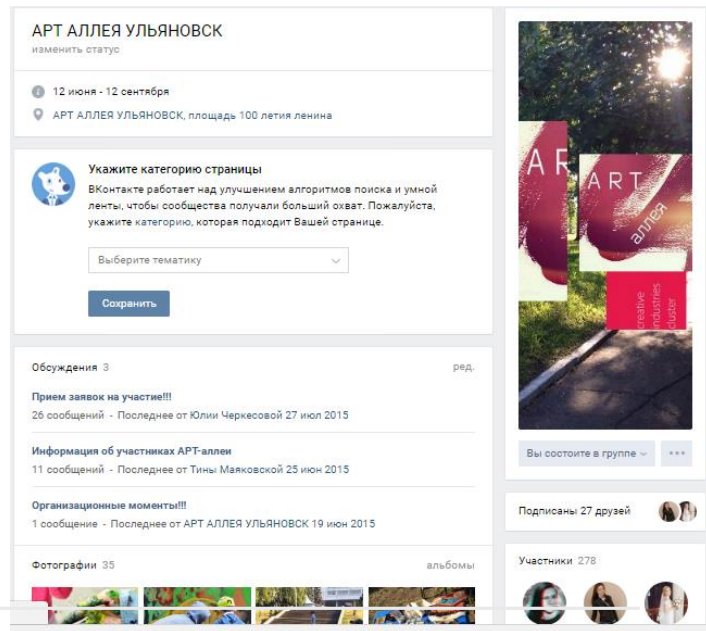 АРТ АЛЛЕЯ УЛЬЯНОВСК
изменить статус
12 июня - 12 сентября
АРТ АЛЛЕЯ УЛЬЯНОВСК, площадь 100 летия ленина
Укажите категорию страницы
ВКонтакте работает над улучшением алгоритмов поиска и умной
ленты, чтобы сообщества получали больший охват. Пожалуйста,
укажите категорию, которая подходит Вашей странице.
Выберите тематику
Сохранить
Обсуждения 3
ред.
Прием заявок на участие!!!
26 сообщений - Последнее от Юлии Черкесовой 27 июл 2015
Информация об участниках АРТ-аллеи
11 сообщений - Последнее от Тины Маяковской 25 июн 2015
Организационные моменты!!!
1 сообщение - Последнее от АРТ АЛЛЕЯ УЛЬЯНОВСК 19 июн 2015
Фотографии 35
альбомы
AR
ART
аллея
creative
industries
cluster
Вы состоите в группе
Подписаны 27 друзей
Участники 278